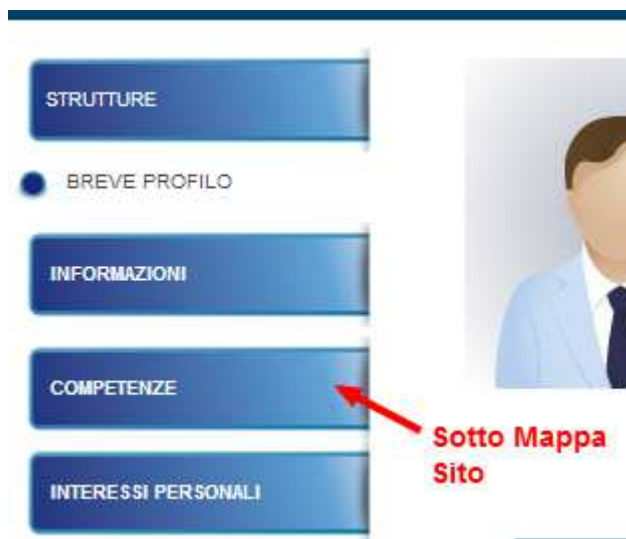 STRUTTURE
BREVE PROFILO
INFORMAZIONI
COMPETENZE
Sotto Mappa
Sito
INTERESSI PERSONALI